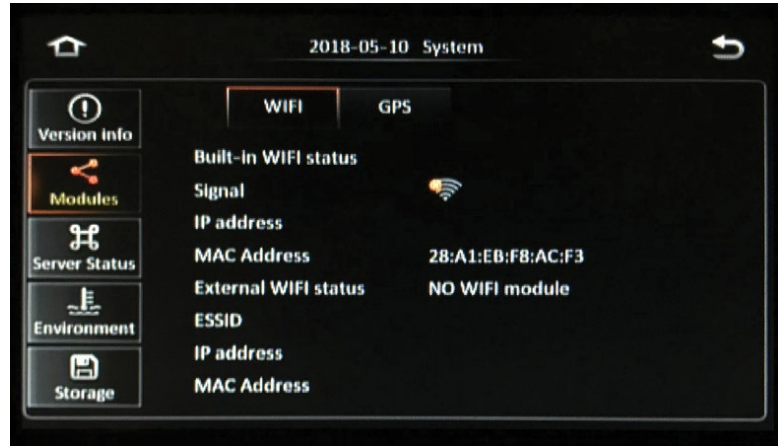 2018-05-10 System
WIFI GPS
Version info
Modules
Server Status
Environment
Storage
Built-in WIFI status
Signal
IP address
MAC Address 28:A1:EB:F8:AC:F3
External WIFI status NO WIFI module
ESSID
IP address
MAC Address